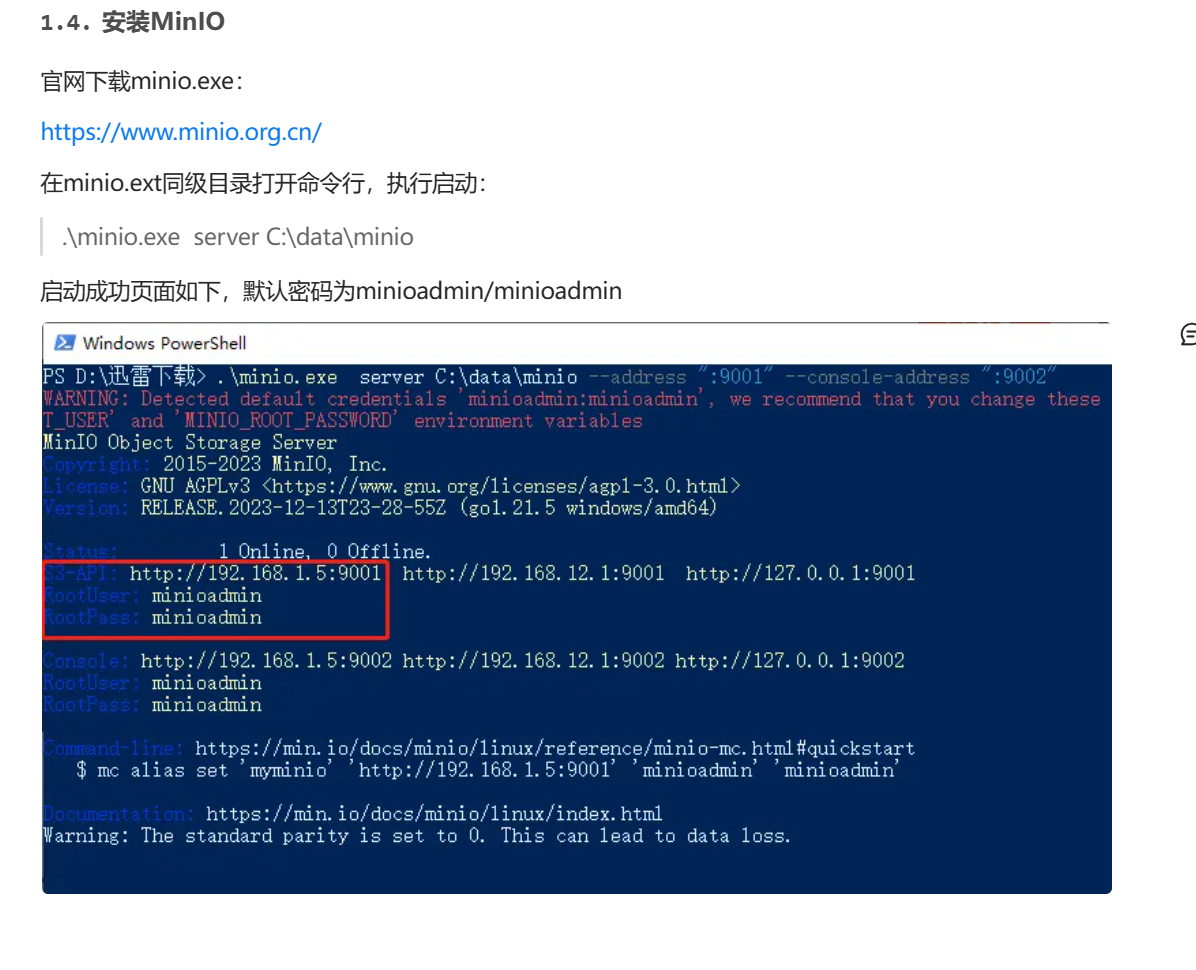 1.4. 安装MinIO
官网下载minio.exe：
https://www.minio.org.cn/
在minio.ext同级目录打开命令行，执行启动：
.\minio.exe  server C:\data\minio
启动成功页面如下，默认密码为minioadmin/minioadmin
Windows PowerShell
PS D:\迅雷下载> .\minio.exe  server C:\data\minio --address ":9001" --console-address ":9002"
WARNING: Detected default credentials 'minioadmin:minioadmin', we recommend that you change these
T_USER' and 'MINIO_ROOT_PASSWORD' environment variables
MinIO Object Storage Server
Copyright: 2015-2023 MinIO, Inc.
License: GNU AGPLv3 <https://www.gnu.org/licenses/agpl-3.0.html>
Version: RELEASE.2023-12-13T23-28-55Z (go1.21.5 windows/amd64)
Status:         1 Online, 0 Offline.
S3-API: http://192.168.1.5:9001  http://192.168.12.1:9001  http://127.0.0.1:9001
RootUser: minioadmin
RootPass: minioadmin
Console: http://192.168.1.5:9002 http://192.168.12.1:9002 http://127.0.0.1:9002
RootUser: minioadmin
RootPass: minioadmin
Command-line: https://min.io/docs/minio/linux/reference/minio-mc.html#quickstart
$ mc alias set 'myminio' 'http://192.168.1.5:9001' 'minioadmin' 'minioadmin'
Documentation: https://min.io/docs/minio/linux/index.html
Warning: The standard parity is set to 0. This can lead to data loss.